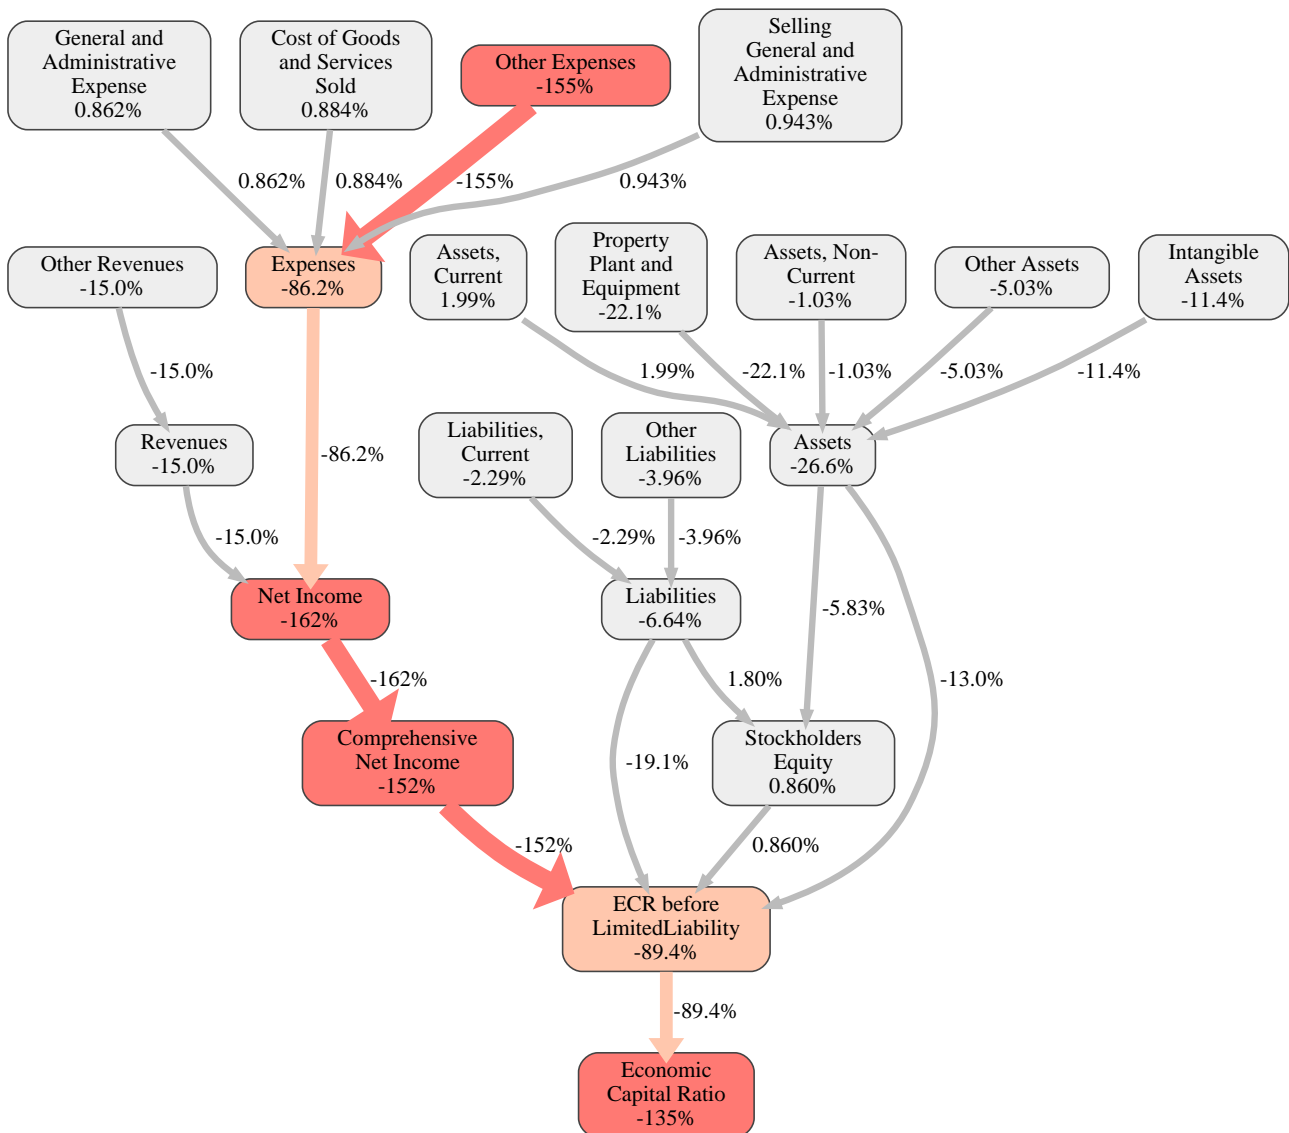 General and
Administrative
Expense
0.862%
Cost of Goods
and Services
Sold
0.884%
Other Expenses
-155%
Selling
General and
Administrative
Expense
0.943%
0.862%
0.884%
-155%
0.943%
Other Revenues
-15.0%
Expenses
-86.2%
Assets,
Current
1.99%
Property
Plant and
Equipment
-22.1%
Assets, Non-
Current
-1.03%
Other Assets
-5.03%
Intangible
Assets
-11.4%
-15.0%
1.99%
-22.1%
-1.03%
-5.03%
-11.4%
Revenues
-15.0%
-86.2%
Liabilities,
Current
-2.29%
Other
Liabilities
-3.96%
Assets
-26.6%
-15.0%
-2.29%
-3.96%
Net Income
-162%
Liabilities
-6.64%
-5.83%
-162%
1.80%
-13.0%
Comprehensive
Net Income
-152%
-19.1%
Stockholders
Equity
0.860%
-152%
0.860%
ECR before
LimitedLiability
-89.4%
-89.4%
Economic
Capital Ratio
-135%